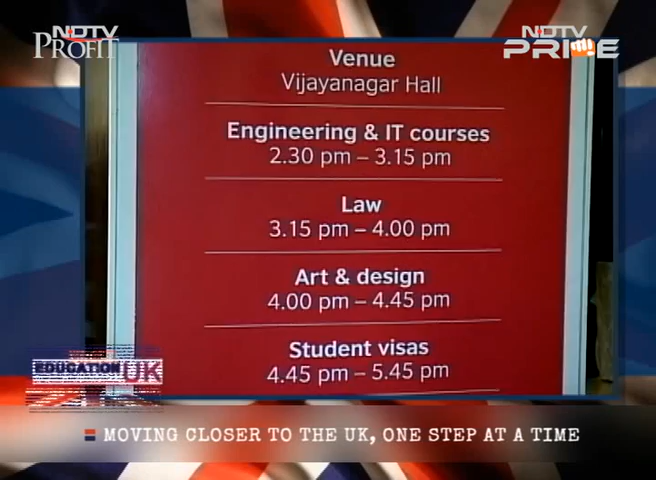 NDTV
PROFIT
NDTV
PRIME
Venue
Vijayanagar Hall
Engineering & IT courses
2.30 pm – 3.15 pm
Law
3.15 pm – 4.00 pm
Art & design
4.00 pm – 4.45 pm
Student visas
4.45 pm – 5.45 pm
EDUCATION UK
MOVING CLOSER TO THE UK, ONE STEP AT A TIME